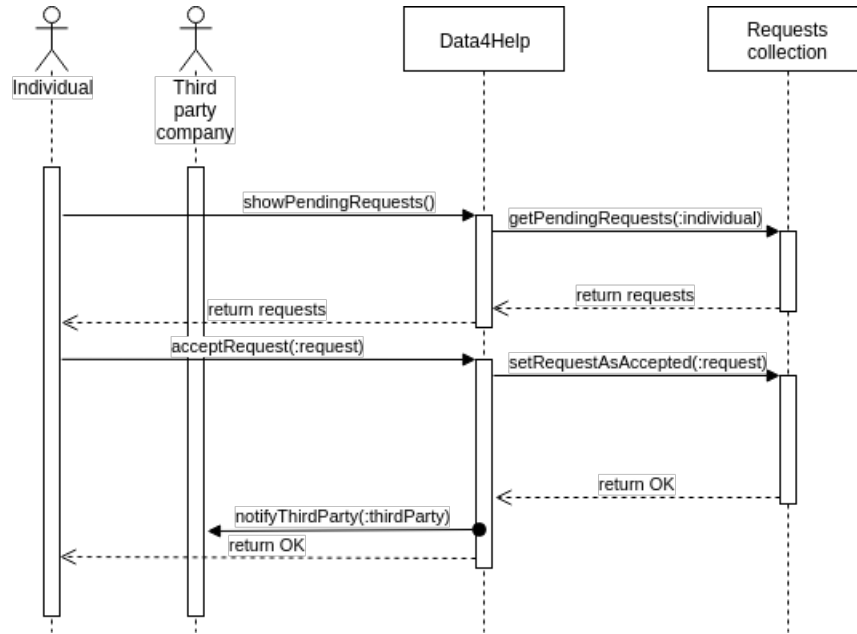 Individual
Third
party
company
Data4Help
Requests
collection
showPendingRequests()
getPendingRequests(:individual)
return requests
return requests
acceptRequest(:request)
setRequestAsAccepted(:request)
return OK
notifyThirdParty(:thirdParty)
return OK